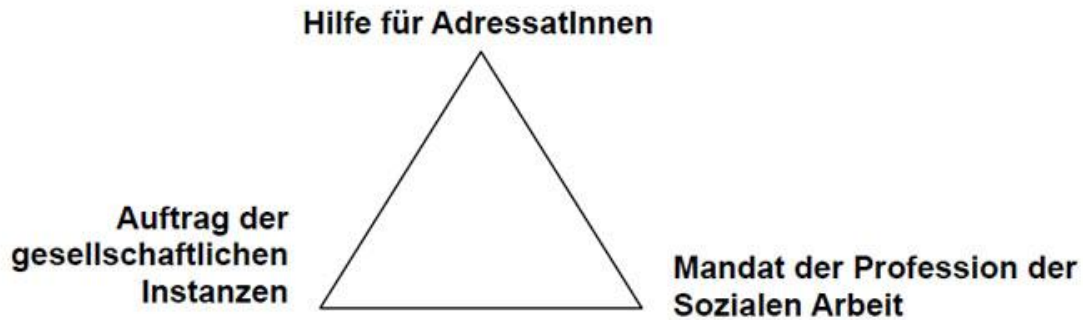 Hilfe für AdressatInnen
Auftrag der
gesellschaftlichen
Instanzen
Mandat der Profession der
Sozialen Arbeit